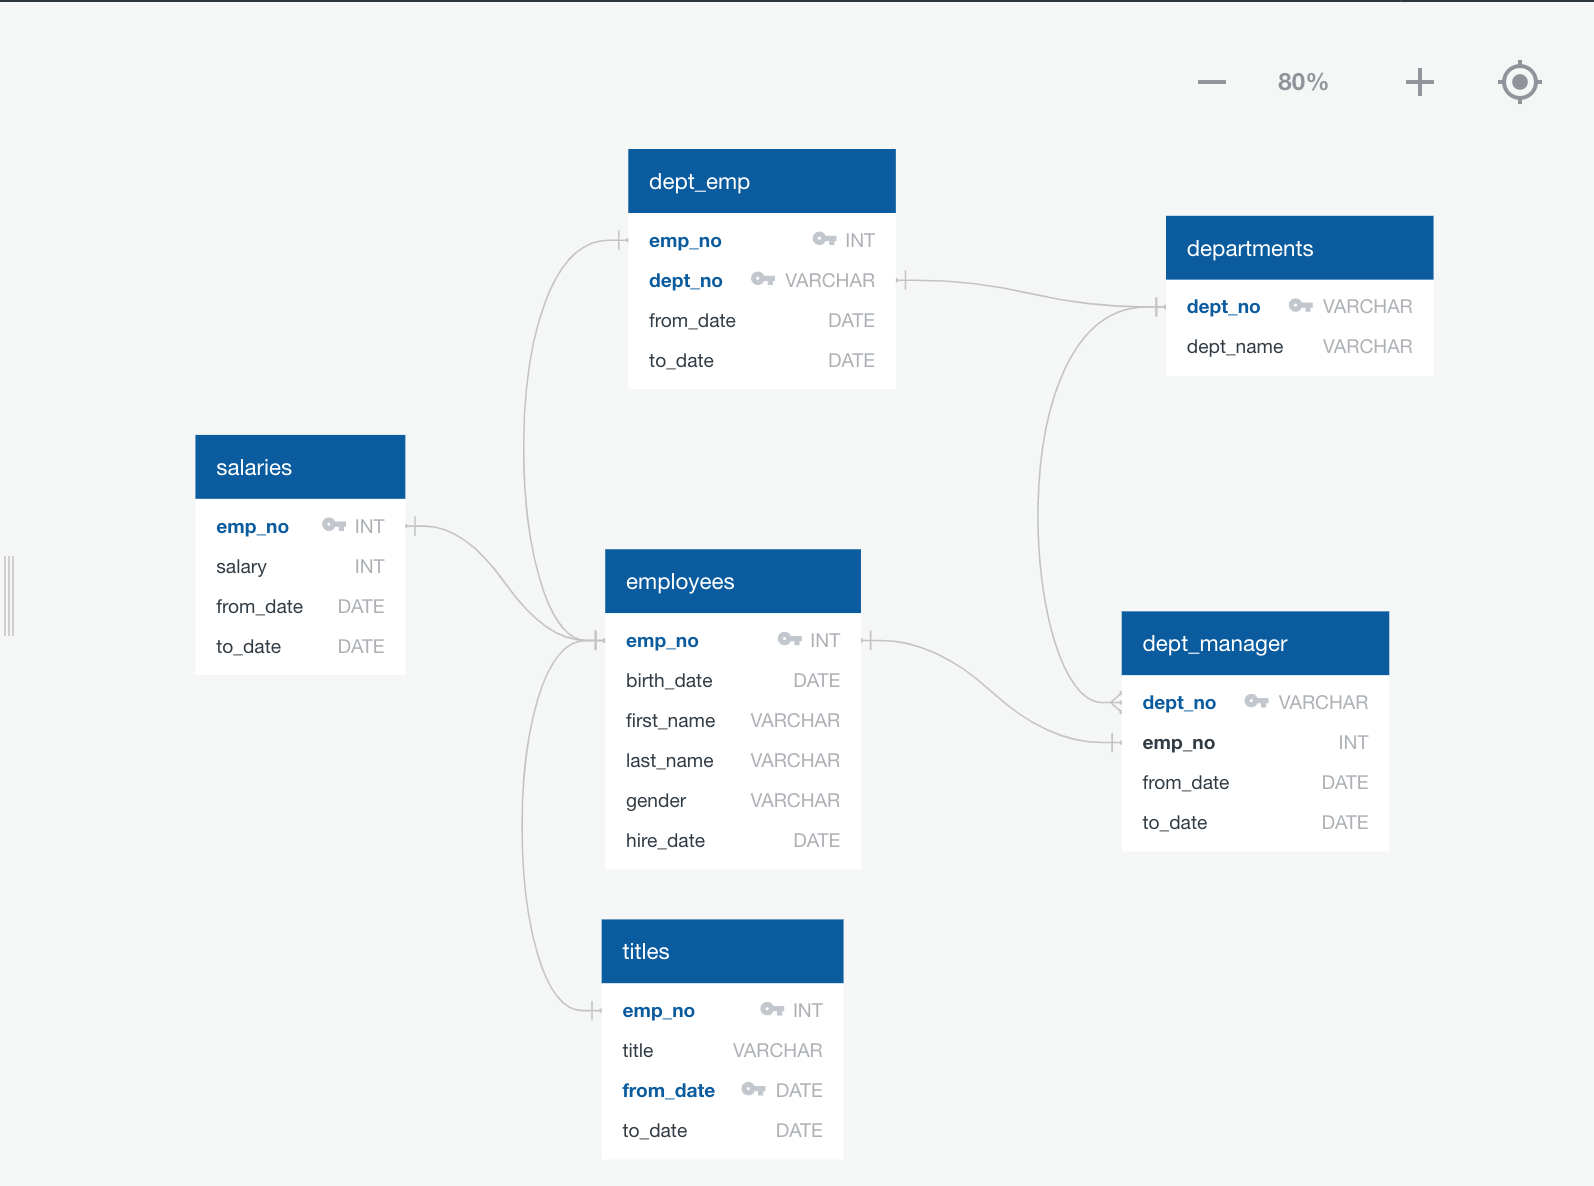 80%
dept_emp
emp_no INT
dept_no VARCHAR
from_date DATE
to_date DATE
departments
dept_no VARCHAR
dept_name VARCHAR
salaries
emp_no INT
salary INT
from_date DATE
to_date DATE
employees
emp_no INT
birth_date DATE
first_name VARCHAR
last_name VARCHAR
gender VARCHAR
hire_date DATE
dept_manager
dept_no VARCHAR
emp_no INT
from_date DATE
to_date DATE
titles
emp_no INT
title VARCHAR
from_date DATE
to_date DATE